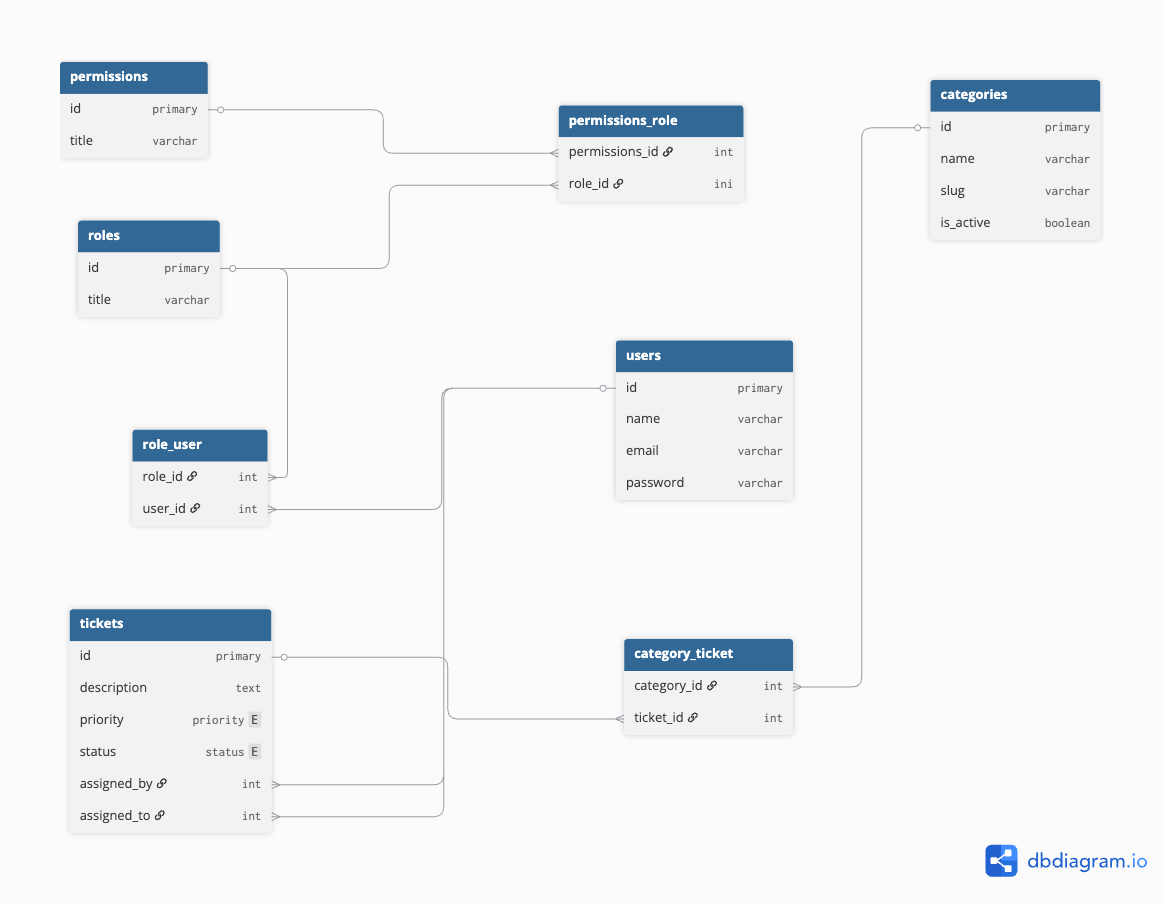 permissions
id primary
title varchar
permissions_role
permissions_id int
role_id ini
categories
id primary
name varchar
slug varchar
is_active boolean
roles
id primary
title varchar
users
id primary
name varchar
email varchar
password varchar
role_user
role_id int
user_id int
tickets
id primary
description text
priority priority E
status status E
assigned_by int
assigned_to int
category_ticket
category_id int
ticket_id int
dbdiagram.io